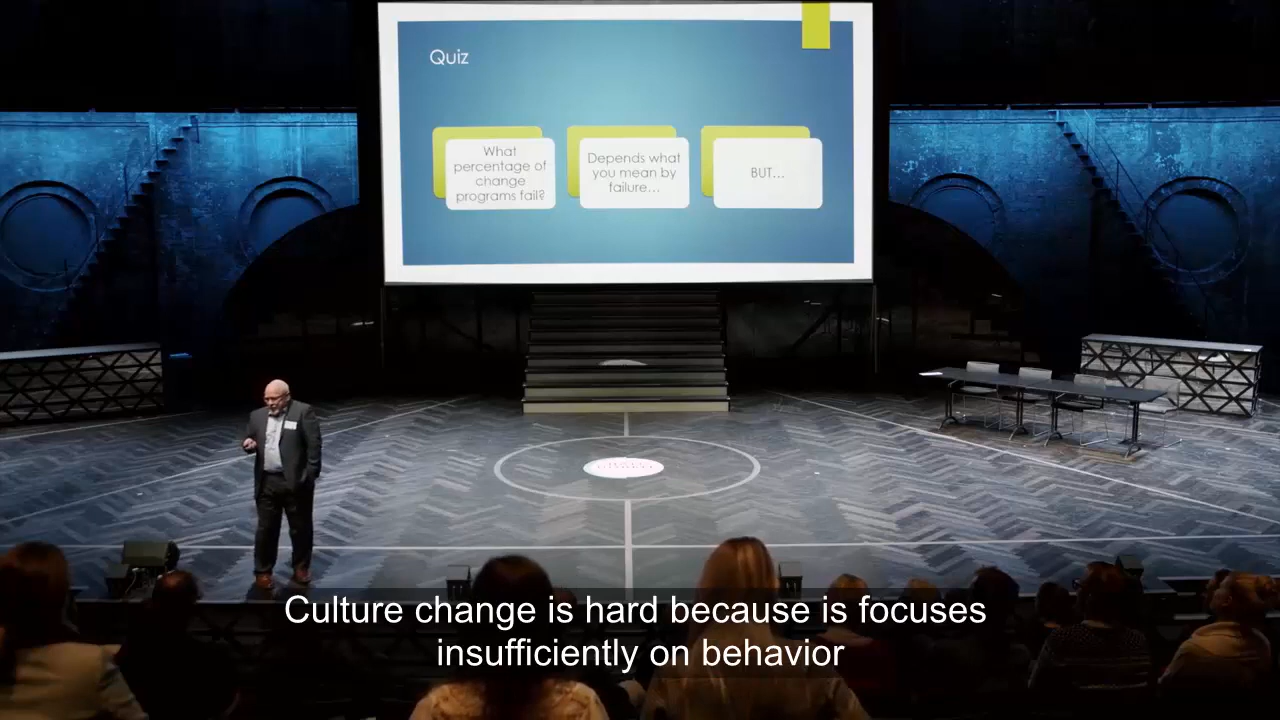 Quiz
What
percentage of
change
programs fail?
Depends what
you mean by
failure...
BUT...
Culture change is hard because is focuses
insufficiently on behavior